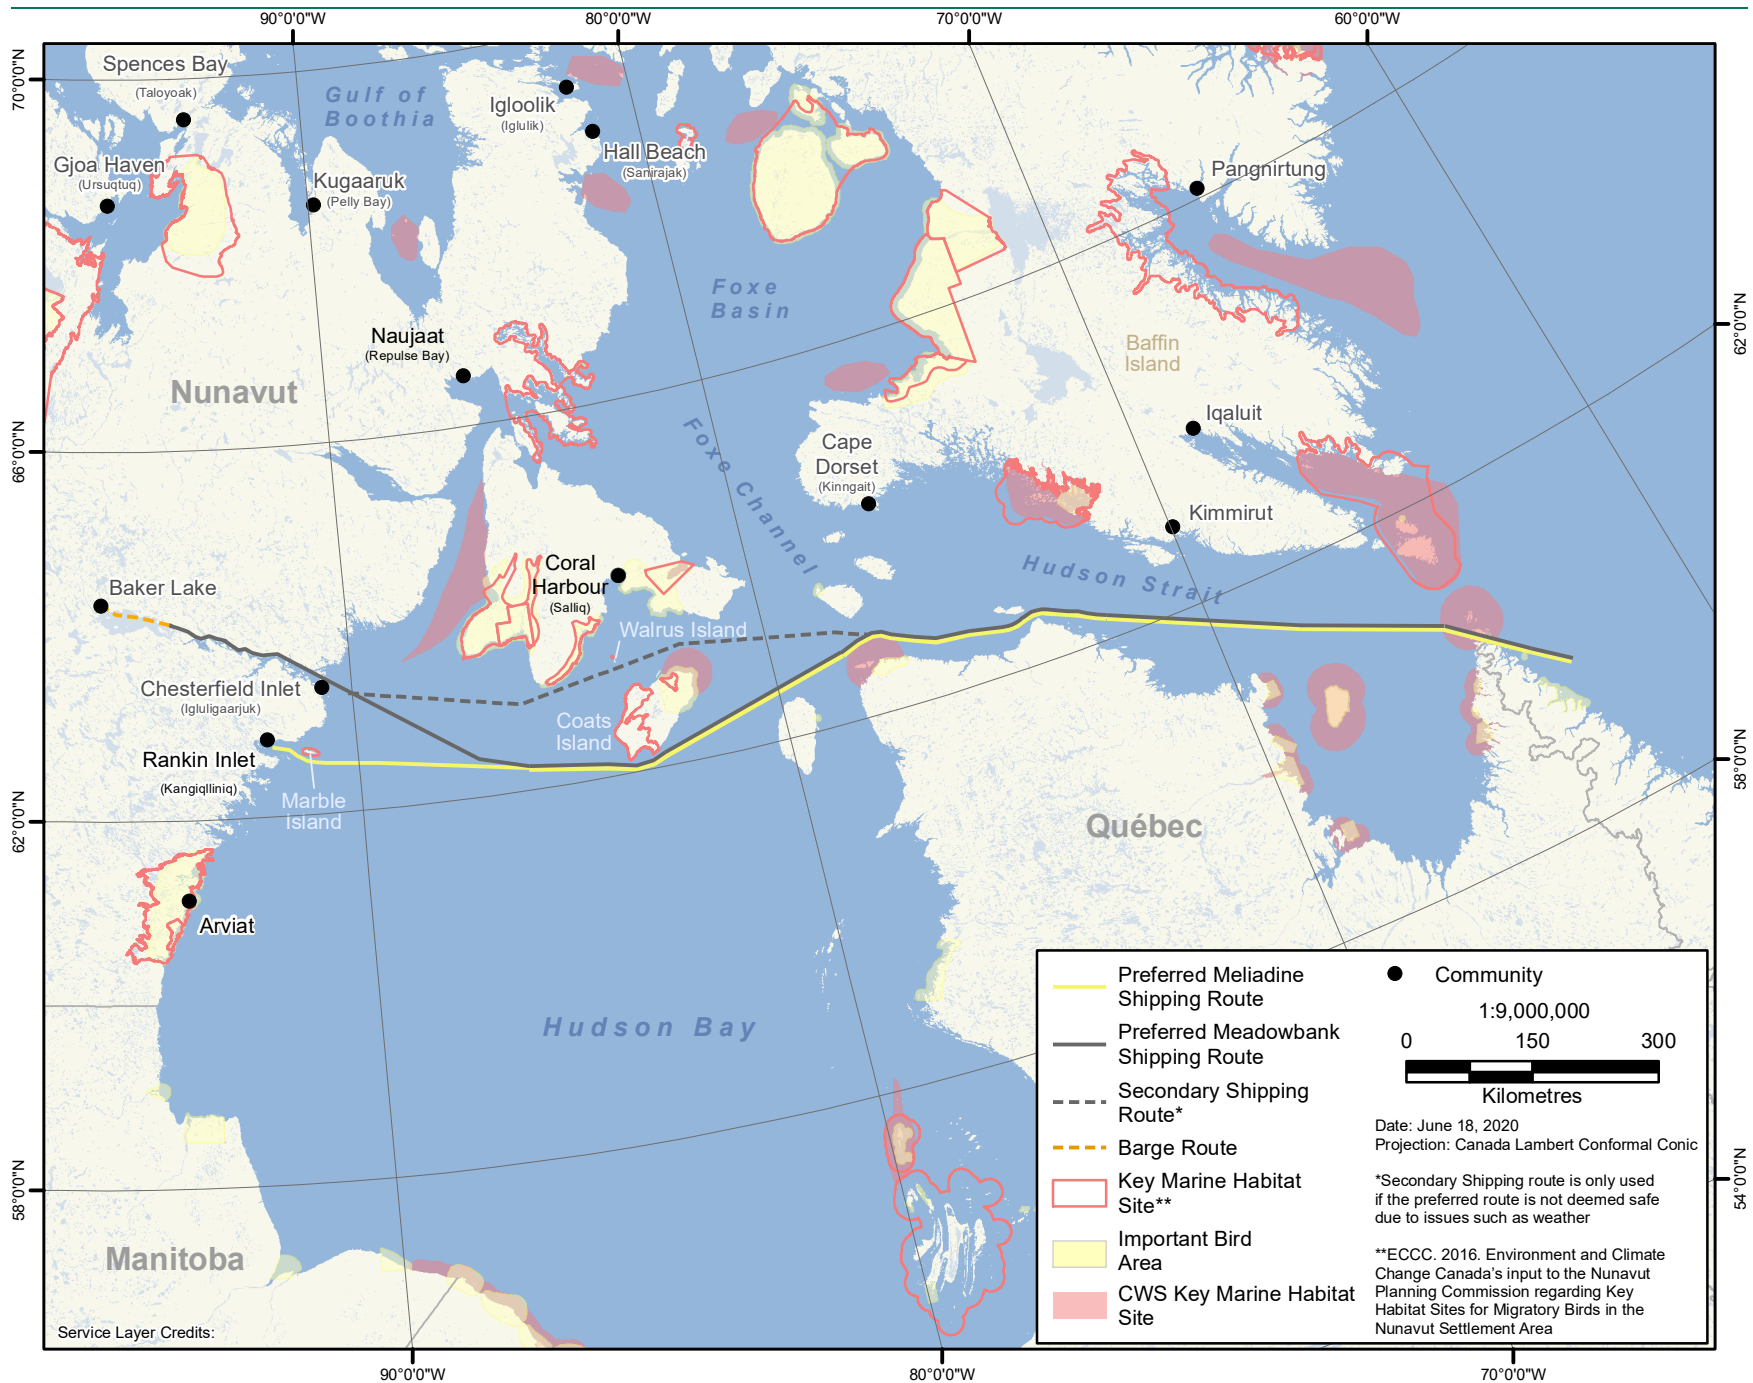 90°0'0"W
80°0'0"W
70°0'0"W
60°0'0"W
70°0'0"N
66°0'0"N
62°0'0"N
58°0'0"N
62°0'0"N
58°0'0"N
54°0'0"N
90°0'0"W
80°0'0"W
70°0'0"W
Spences Bay
(Taloyoak)
Gulf of
Boothia
Igloolik
(Iglulik)
Hall Beach
(Sanirajak)
Gjoa Haven
(Ursuqtuq)
Kugaaruk
(Pelly Bay)
Pangnirtung
Foxe
Basin
Naujaat
(Repulse Bay)
Nunavut
Baffin
Island
Iqaluit
Foxe Channel
Cape
Dorset
(Kinngait)
Kimmirut
Hudson Strait
Coral
Harbour
(Salliq)
Baker Lake
Walrus Island
Chesterfield Inlet
(Igluligaarjuk)
Coats
Island
Rankin Inlet
(Kangiqlliniq)
Marble
Island
Québec
Arviat
Hudson Bay
Manitoba
Service Layer Credits:
Preferred Meliadine
Shipping Route
Preferred Meadowbank
Shipping Route
Secondary Shipping
Route*
Barge Route
Key Marine Habitat
Site**
Important Bird
Area
CWS Key Marine Habitat
Site
Community
1:9,000,000
0 150 300
Kilometres
Date: June 18, 2020
Projection: Canada Lambert Conformal Conic
*Secondary Shipping route is only used
if the preferred route is not deemed safe
due to issues such as weather
**ECCC. 2016. Environment and Climate
Change Canada's input to the Nunavut
Planning Commission regarding Key
Habitat Sites for Migratory Birds in the
Nunavut Settlement Area